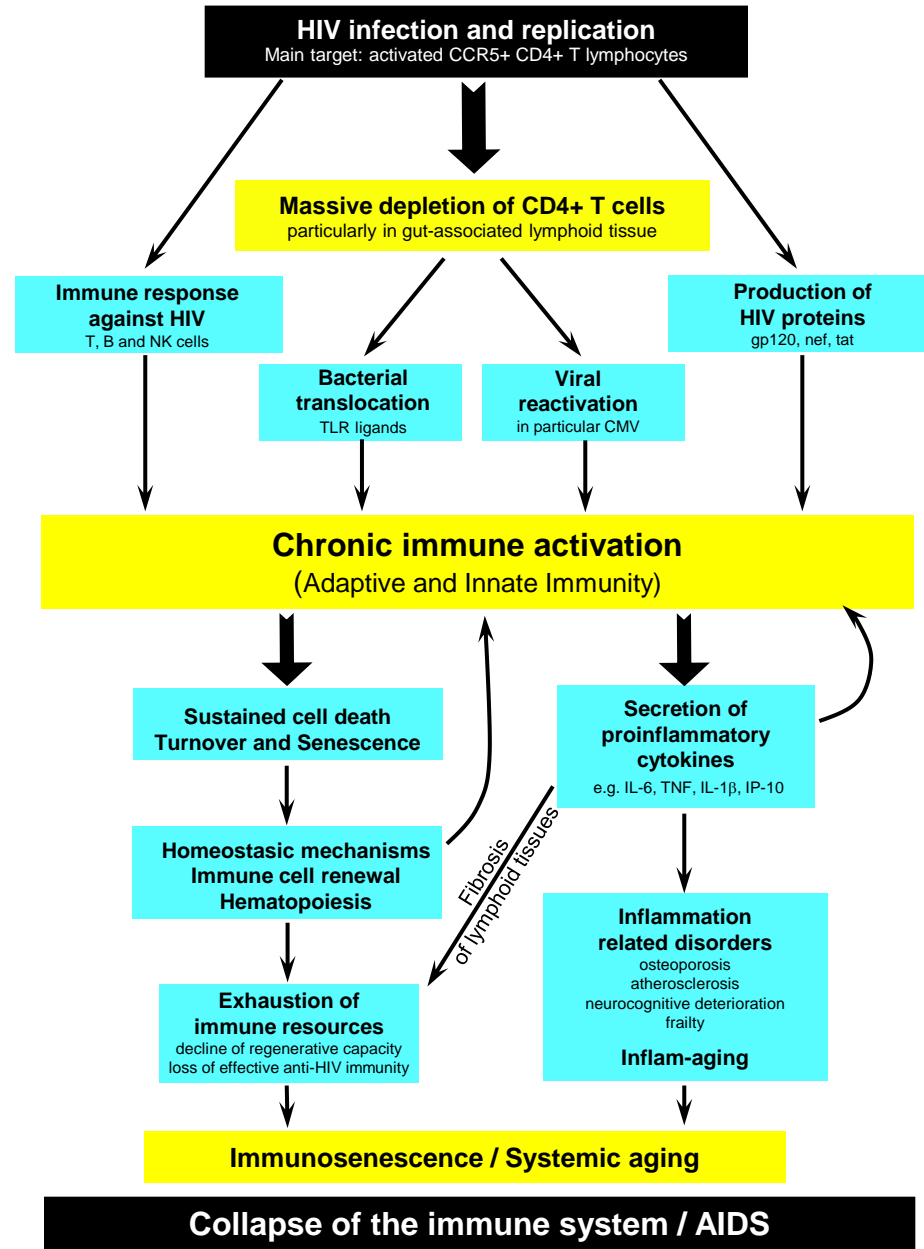 HIV infection and replication
Main target: activated CCR5+ CD4+ T lymphocytes
Massive depletion of CD4+ T cells
particularly in gut-associated lymphoid tissue
Immune response
against HIV
T, B and NK cells
Production of
HIV proteins
gp120, nef, tat
Bacterial
translocation
TLR ligands
Viral
reactivation
in particular CMV
Chronic immune activation
(Adaptive and Innate Immunity)
Sustained cell death
Turnover and Senescence
Secretion of
proinflammatory
cytokines
e.g. IL-6, TNF, IL-1β, IP-10
Homeostasic mechanisms
Immune cell renewal
Hematopoiesis
Fibrosis
of lymphoid tissues
Inflammation
related disorders
osteoporosis
atherosclerosis
neurocognitive deterioration
frailty
Inflam-aging
Exhaustion of
immune resources
decline of regenerative capacity
loss of effective anti-HIV immunity
Immunosenescence / Systemic aging
Collapse of the immune system / AIDS